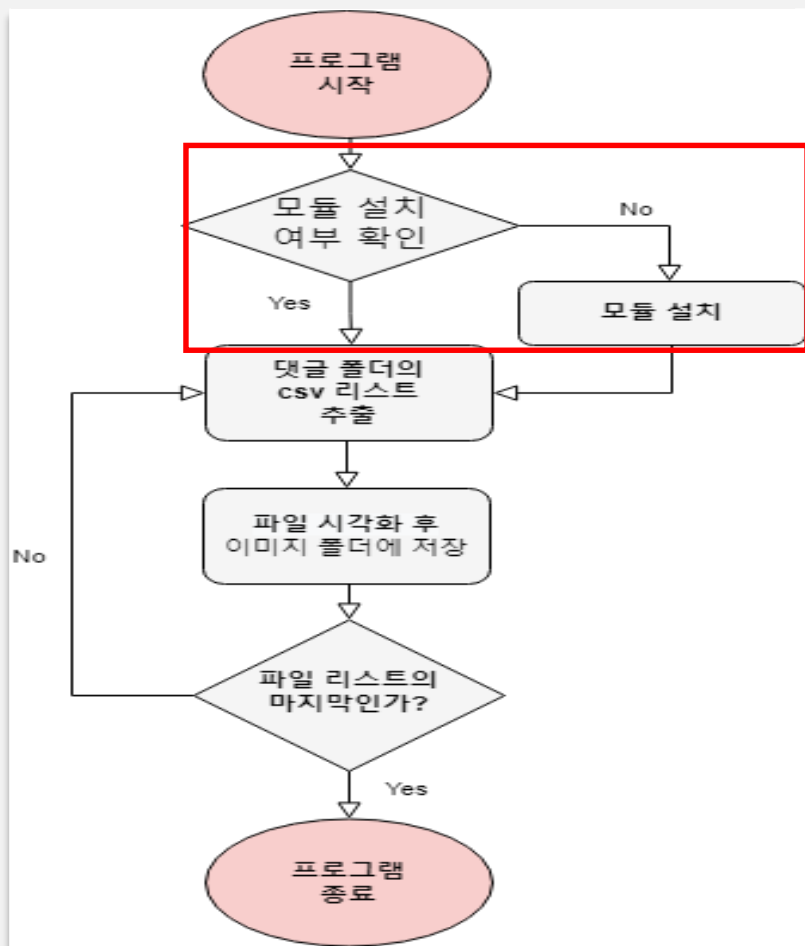 프로그램
시작
모듈 설치
여부 확인
No
Yes
모듈 설치
댓글 폴더의
csv 리스트
추출
파일 시각화 후
이미지 폴더에 저장
No
파일 리스트의
마지막인가?
Yes
프로그램
종료